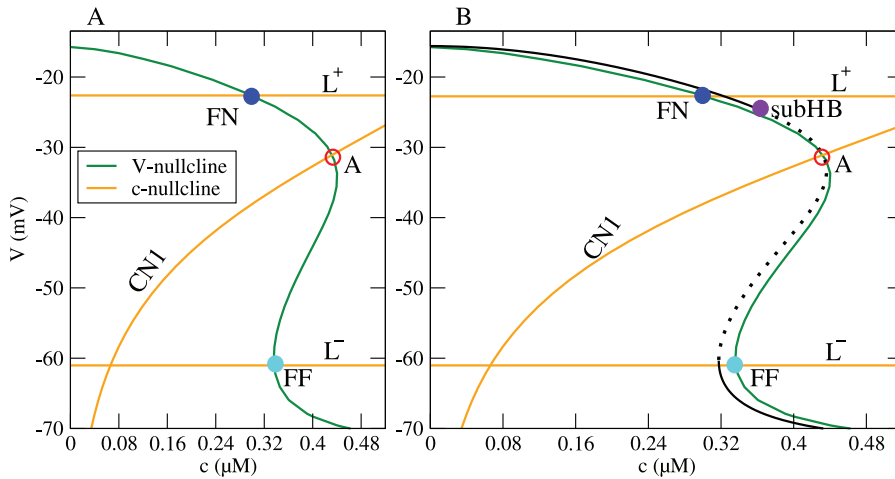 A
B
L+
L+
FN
FN
subHB
V-nullcline
c-nullcline
A
A
CN1
CN1
L−
L−
FF
FF
-20
-30
-40
-50
-60
-70
-20
-30
-40
-50
-60
-70
V (mV)
0 0.08 0.16 0.24 0.32 0.4 0.48
0 0.08 0.16 0.24 0.32 0.4 0.48
c (μM)
c (μM)